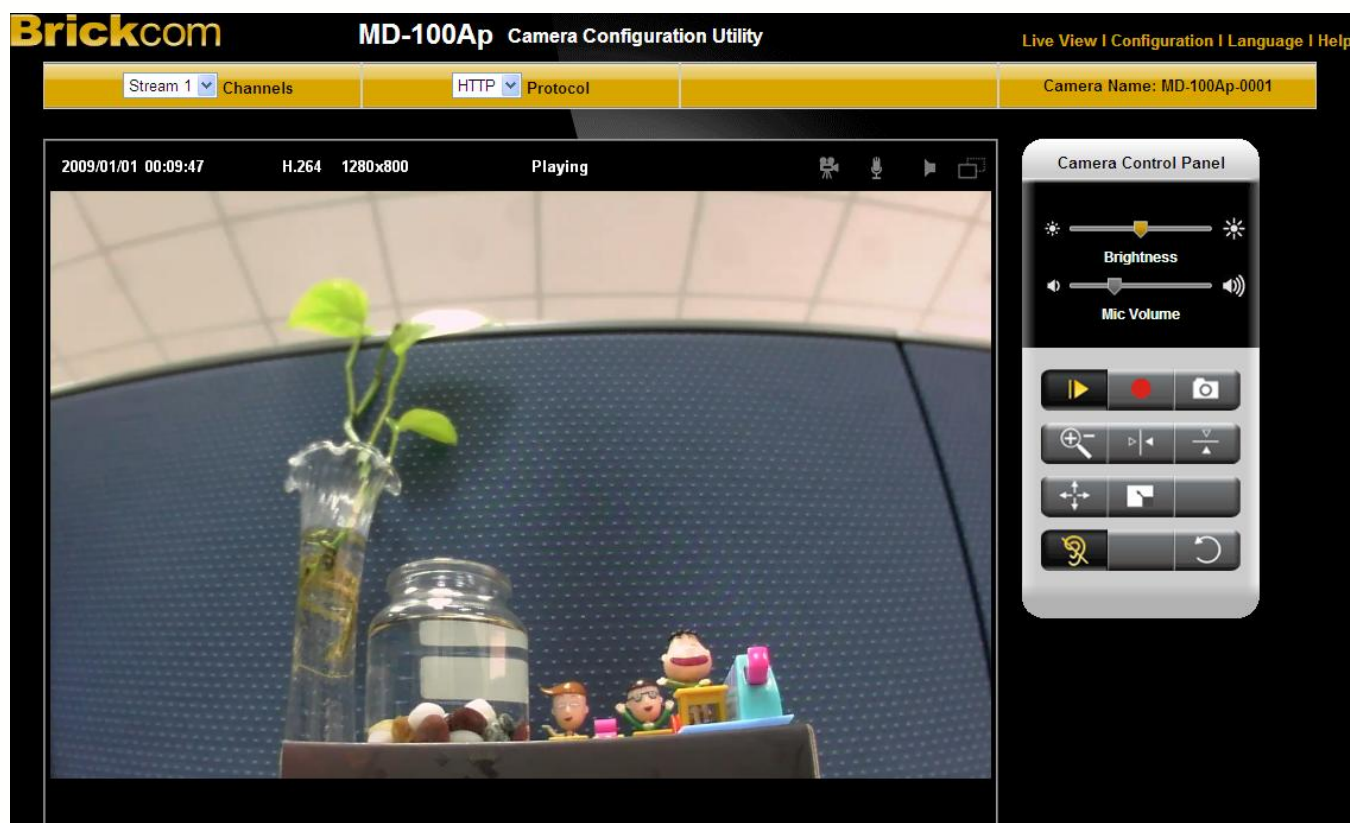 Brickcom
MD-100Ap Camera Configuration Utility
Live View I Configuration I Language I Help
Stream 1 Channels
HTTP Protocol
Camera Name: MD-100Ap-0001
2009/01/01 00:09:47 H.264 1280x800 Playing
Camera Control Panel
Brightness
Mic Volume